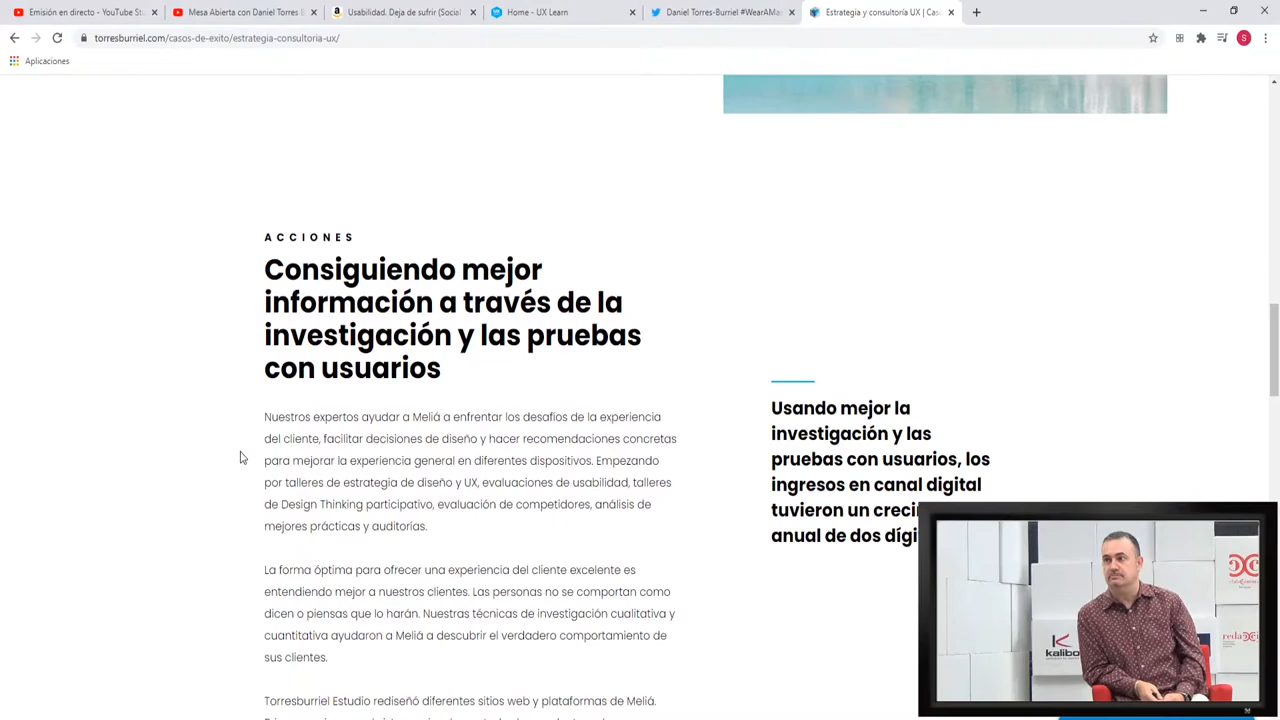 Emisión en directo - YouTube St
Mesa Abierta con Daniel Torres B
Usabilidad. Deja de sufrir (Social
Home - UX Learn
Daniel Torres-Burriel #WearAMas
Estrategia y consultoría UX | Cas
torresburriel.com/casos-de-exito/estrategia-consultoria-ux/
S
Aplicaciones
ACCIONES
Consiguiendo mejor
información a través de la
investigación y las pruebas
con usuarios
Nuestros expertos ayudar a Meliá a enfrentar los desafíos de la experiencia
del cliente, facilitar decisiones de diseño y hacer recomendaciones concretas
para mejorar la experiencia general en diferentes dispositivos. Empezando
por talleres de estrategia de diseño y UX, evaluaciones de usabilidad, talleres
de Design Thinking participativo, evaluación de competidores, análisis de
mejores prácticas y auditorías.
La forma óptima para ofrecer una experiencia del cliente excelente es
entendiendo mejor a nuestros clientes. Las personas no se comportan como
dicen o piensas que lo harán. Nuestras técnicas de investigación cualitativa y
cuantitativa ayudaron a Meliá a descubrir el verdadero comportamiento de
sus clientes.
Torresburriel Estudio rediseñó diferentes sitios web y plataformas de Meliá.
Usando mejor la
investigación y las
pruebas con usuarios, los
ingresos en canal digital
tuvieron un creci
anual de dos dígi
kalibo
redacci